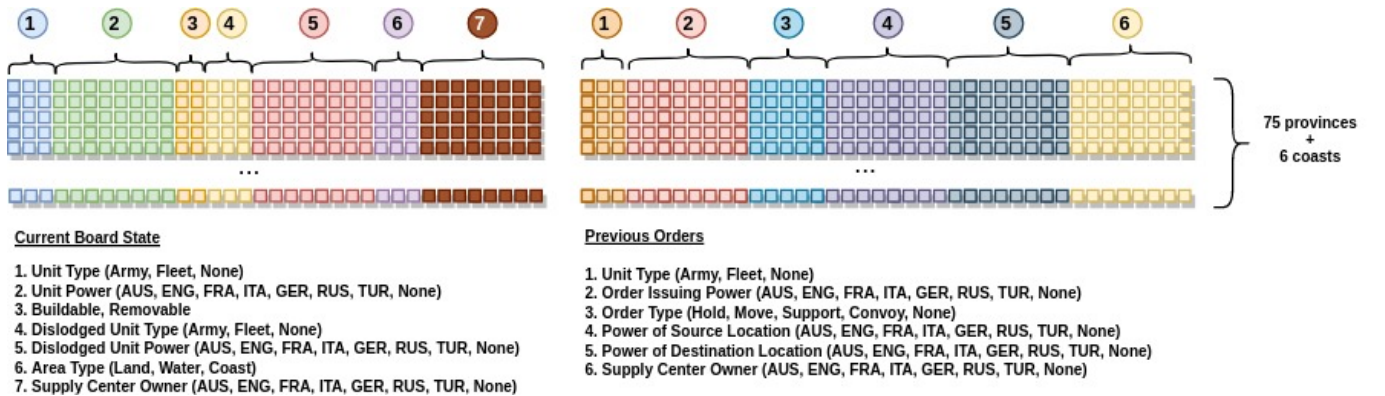 1 2 3 4 5 6 7
1 2 3 4 5 6
75 provinces
+
6 coasts
...
...
Current Board State
1. Unit Type (Army, Fleet, None)
2. Unit Power (AUS, ENG, FRA, ITA, GER, RUS, TUR, None)
3. Buildable, Removable
4. Dislodged Unit Type (Army, Fleet, None)
5. Dislodged Unit Power (AUS, ENG, FRA, ITA, GER, RUS, TUR, None)
6. Area Type (Land, Water, Coast)
7. Supply Center Owner (AUS, ENG, FRA, ITA, GER, RUS, TUR, None)
Previous Orders
1. Unit Type (Army, Fleet, None)
2. Order Issuing Power (AUS, ENG, FRA, ITA, GER, RUS, TUR, None)
3. Order Type (Hold, Move, Support, Convoy, None)
4. Power of Source Location (AUS, ENG, FRA, ITA, GER, RUS, TUR, None)
5. Power of Destination Location (AUS, ENG, FRA, ITA, GER, RUS, TUR, None)
6. Supply Center Owner (AUS, ENG, FRA, ITA, GER, RUS, TUR, None)